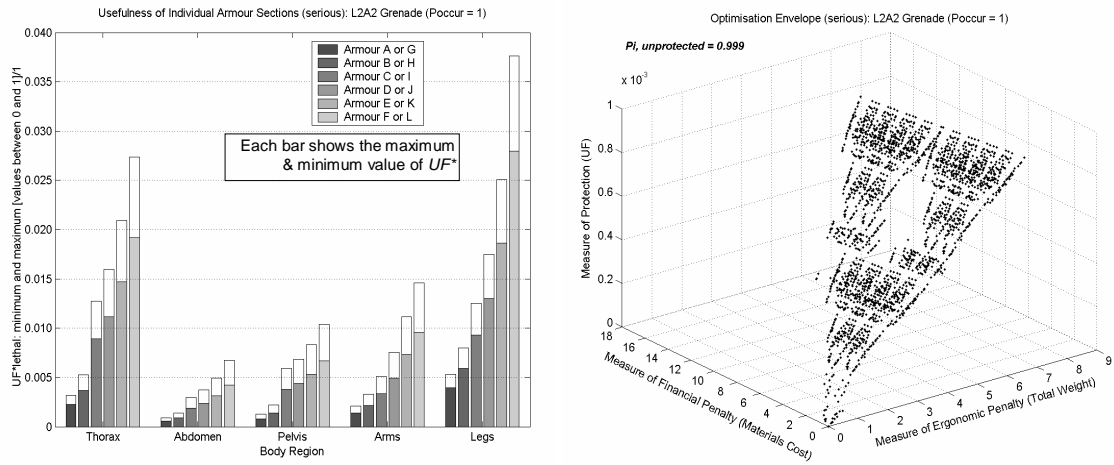 Usefulness of Individual Armour Sections (serious): L2A2 Grenade (Poccur = 1)
UF*lethal: minimum and maximum [values between 0 and 1]/1
0.040
0.035
0.030
0.025
0.020
0.015
0.010
0.005
0
Armour A or G
Armour B or H
Armour C or I
Armour D or J
Armour E or K
Armour F or L
Each bar shows the maximum
& minimum value of UF*
Thorax
Abdomen
Pelvis
Arms
Legs
Body Region
Optimisation Envelope (serious): L2A2 Grenade (Poccur = 1)
Pi, unprotected = 0.999
x 10-3
Measure of Protection (UF)
1
0.8
0.6
0.4
0.2
0
18
16
14
12
10
8
6
4
2
0
Measure of Financial Penalty (Materials Cost)
0
1
2
3
4
5
6
7
8
9
Measure of Ergonomic Penalty (Total Weight)